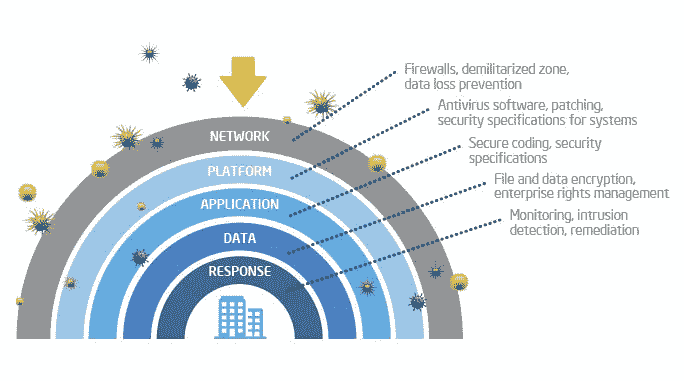 Firewalls, demilitarized zone,
data loss prevention
Antivirus software, patching,
security specifications for systems
Secure coding, security
specifications
File and data encryption,
enterprise rights management
Monitoring, intrusion
detection, remediation
NETWORK
PLATFORM
APPLICATION
DATA
RESPONSE